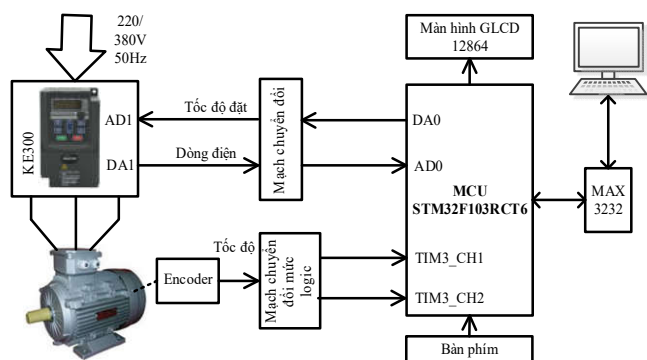 220/
380V
50Hz
KE300
AD1
DA1
Tốc độ đặt
Dòng điện
Mạch chuyển đổi
Màn hình GLCD
12864
DA0
AD0
MCU
STM32F103RCT6
MAX
3232
Tốc độ
Encoder
Mạch chuyển
đổi mức
logic
TIM3_CH1
TIM3_CH2
Bàn phím